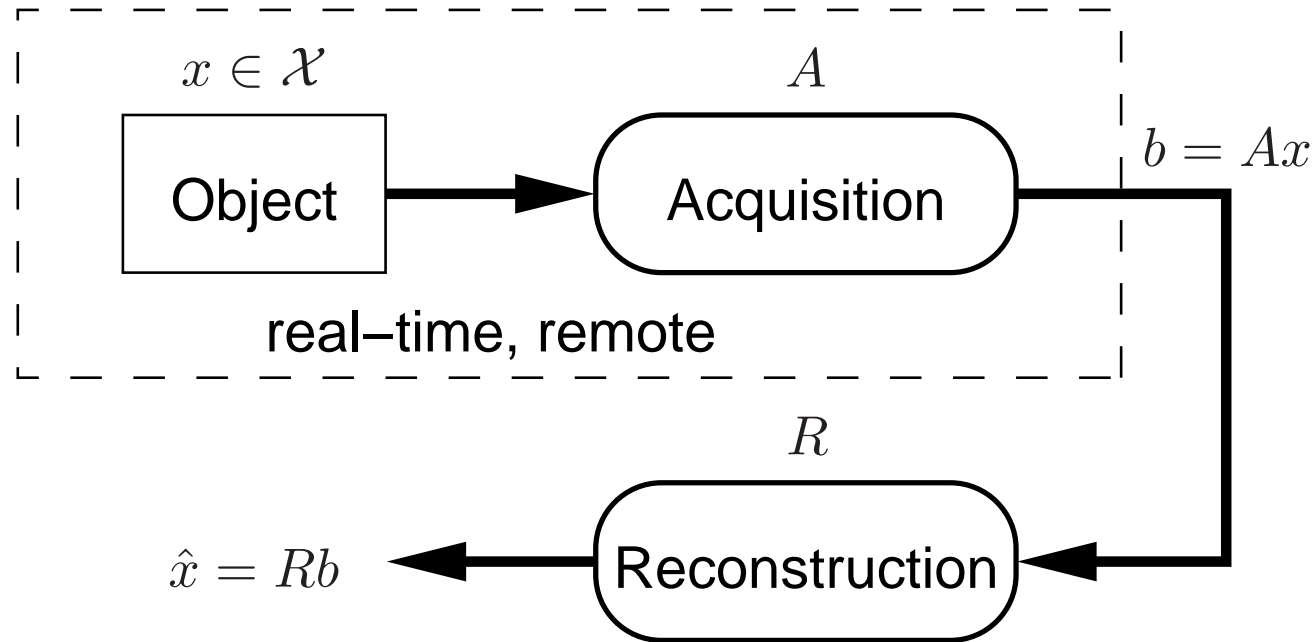 x ∈ 𝒳
A
Object
Acquisition
b = Ax
real–time, remote
R
x̂ = Rb
Reconstruction